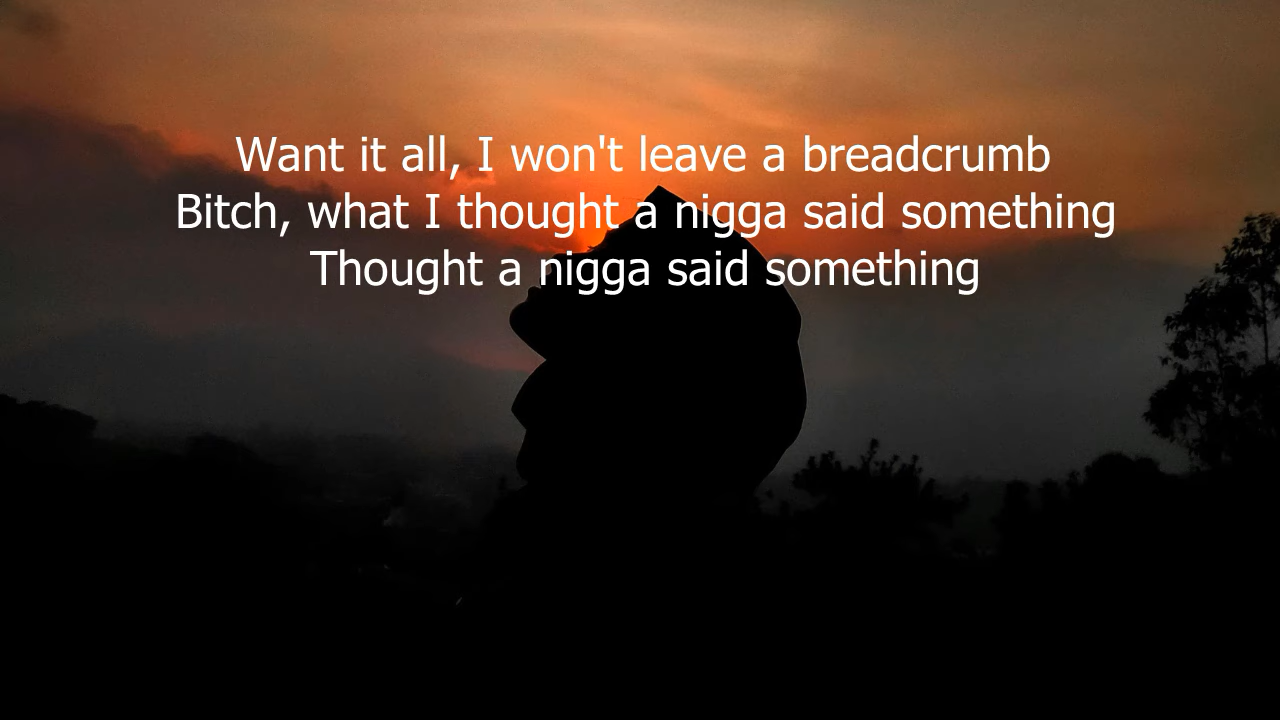 Want it all, I won't leave a breadcrumb
Bitch, what I thought a nigga said something
Thought a nigga said something